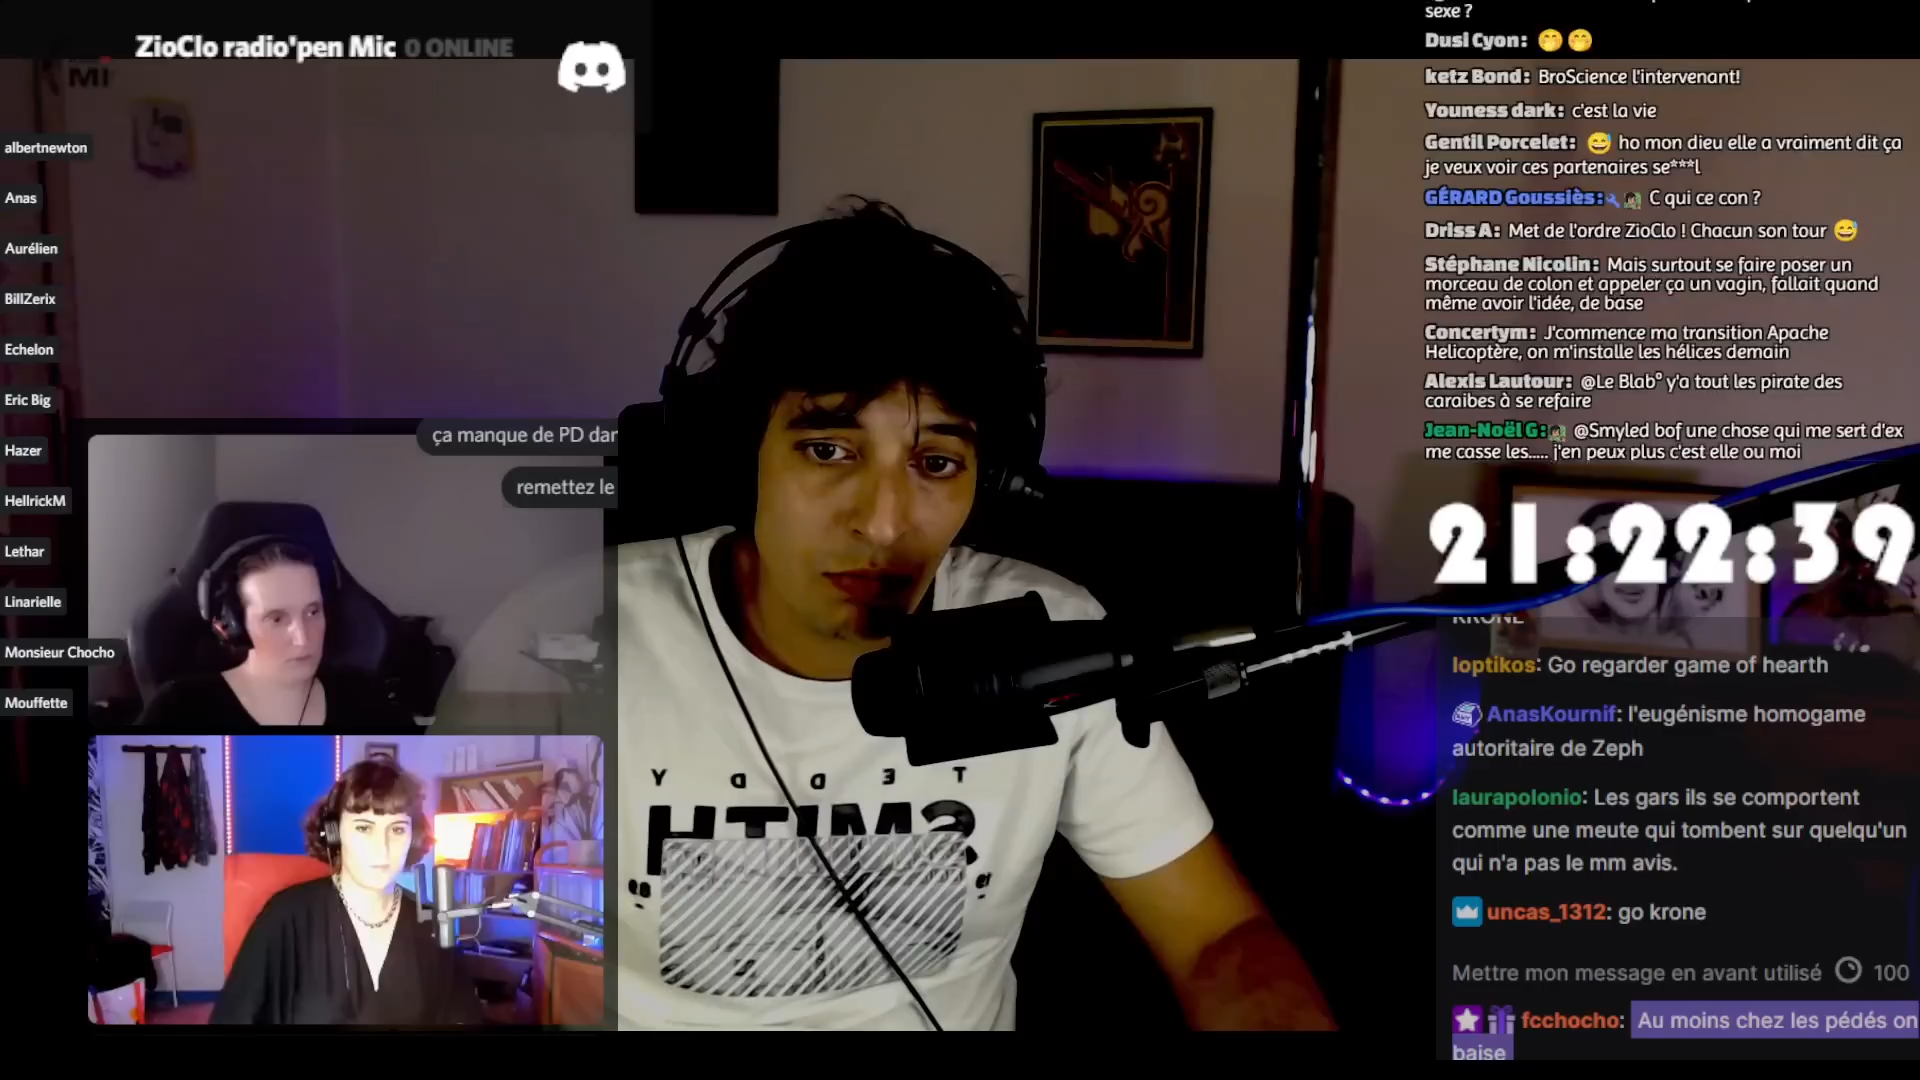 ZioClo radio'pen Mic 0 ONLINE
MI
albertnewton
Anas
Aurélien
BillZerix
Echelon
Eric Big
Hazer
HellrickM
Lethar
Linarielle
Monsieur Chocho
Mouffette
ça manque de PD dan
remettez le
T E D D Y
SMITH
sexe ?
Dusi Cyon: 🤭 🤭
ketz Bond: BroScience l'intervenant!
Youness dark: c'est la vie
Gentil Porcelet: 😅 ho mon dieu elle a vraiment dit ça
je veux voir ces partenaires se***l
GÉRARD Goussiès: C qui ce con ?
Driss A: Met de l'ordre ZioClo ! Chacun son tour 😅
Stéphane Nicolin: Mais surtout se faire poser un
morceau de colon et appeler ça un vagin, fallait quand
même avoir l'idée, de base
Concertym: J'commence ma transition Apache
Helicoptère, on m'installe les hélices demain
Alexis Lautour: @Le Blab° y'a tout les pirate des
caraibes à se refaire
Jean-Noël G: @Smyled bof une chose qui me sert d'ex
me casse les..... j'en peux plus c'est elle ou moi
21:22:39
KRONE
loptikos: Go regarder game of hearth
AnasKournif: l'eugénisme homogame
autoritaire de Zeph
laurapolonio: Les gars ils se comportent
comme une meute qui tombent sur quelqu'un
qui n'a pas le mm avis.
uncas_1312: go krone
Mettre mon message en avant utilisé 100
fcchocho: Au moins chez les pédés on
baise